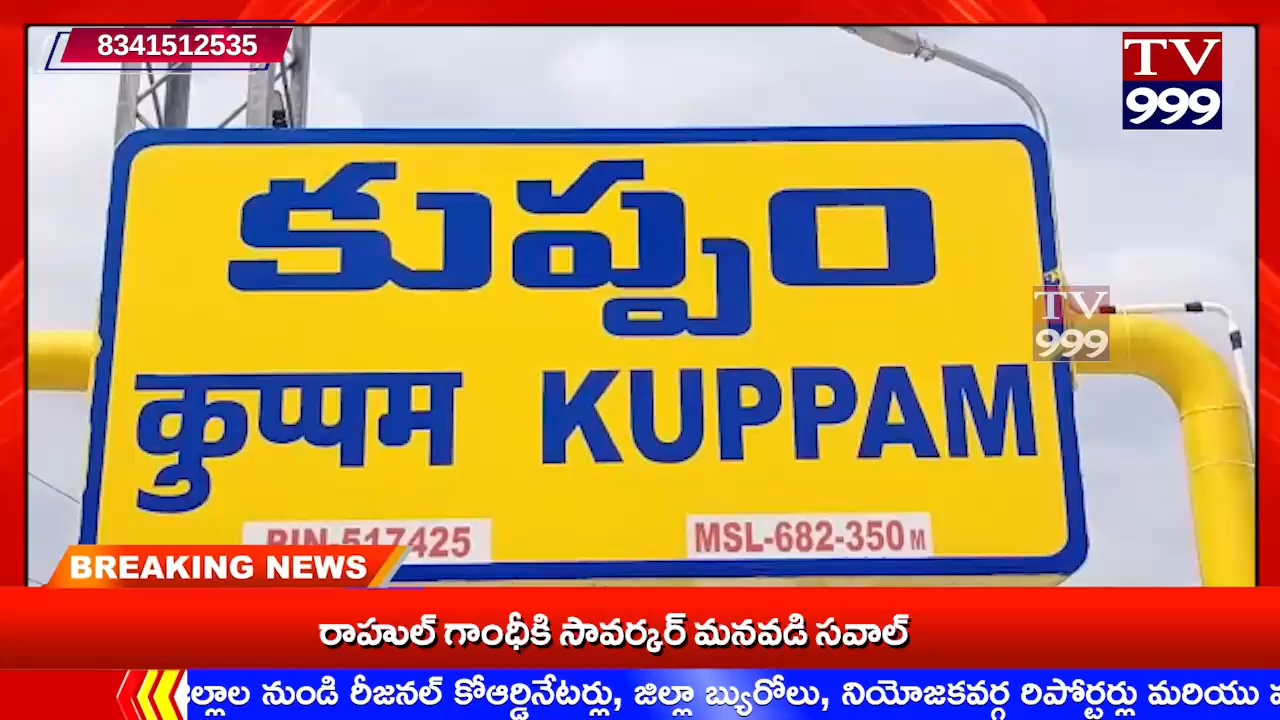 8341512535
TV
999
కుప్పం
TV
999
कुप्पम KUPPAM
PIN-517425
MSL-682-350 M
BREAKING NEWS
రాహుల్ గాంధీకి సావర్కర్ మనవడి సవాల్
ల్లాల నుండి రీజనల్ కోఆర్డినేటర్లు, జిల్లా బ్యురోలు, నియోజకవర్గ రిపోర్టర్లు మరియు